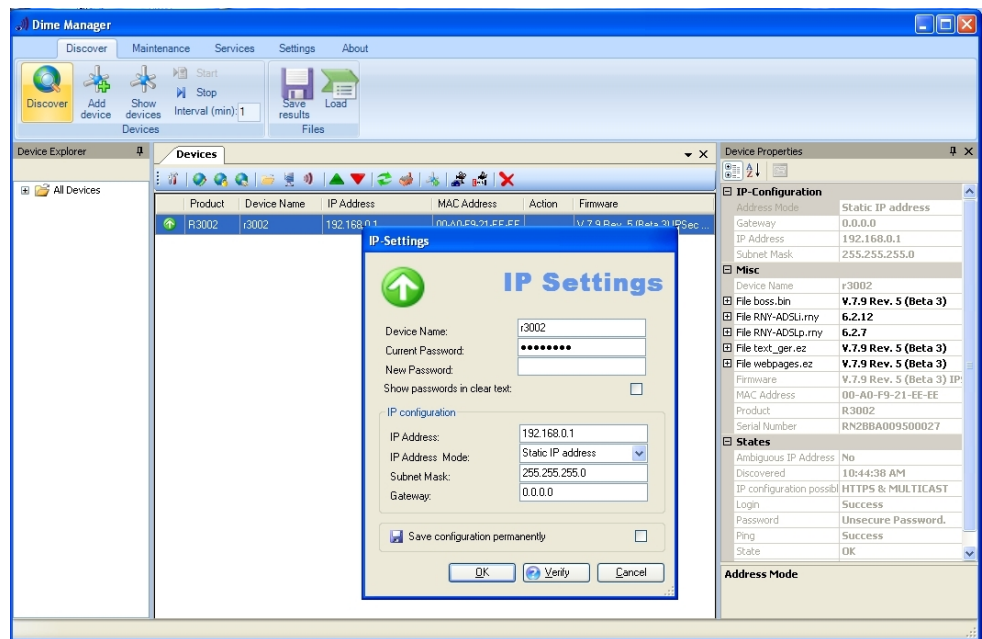 Dime Manager
Discover Maintenance Services Settings About
Discover
Add device
Show devices
Start
Stop
Interval (min): 1
Save results
Load
Devices
Files
Device Explorer
All Devices
Devices
Product Device Name IP Address MAC Address Action Firmware
R3002 r3002 192.168.0.1 00-A0-F9-21-EE-EE V.7.9 Rev. 5 (Beta 3) IPSec ...
IP-Settings
IP Settings
Device Name: r3002
Current Password: ●●●●●●●●
New Password:
Show passwords in clear text:
IP configuration
IP Address: 192.168.0.1
IP Address Mode: Static IP address
Subnet Mask: 255.255.255.0
Gateway: 0.0.0.0
Save configuration permanently
OK Verify Cancel
Device Properties
IP-Configuration
Address Mode Static IP address
Gateway 0.0.0.0
IP Address 192.168.0.1
Subnet Mask 255.255.255.0
Misc
Device Name r3002
File boss.bin V.7.9 Rev. 5 (Beta 3)
File RNY-ADSLi.rny 6.2.12
File RNY-ADSLp.rny 6.2.7
File text_ger.ez V.7.9 Rev. 5 (Beta 3)
File webpages.ez V.7.9 Rev. 5 (Beta 3)
Firmware V.7.9 Rev. 5 (Beta 3) IP
MAC Address 00-A0-F9-21-EE-EE
Product R3002
Serial Number RN2BBA009500027
States
Ambiguous IP Address No
Discovered 10:44:38 AM
IP configuration possibl HTTPS & MULTICAST
Login Success
Password Unsecure Password.
Ping Success
State OK
Address Mode